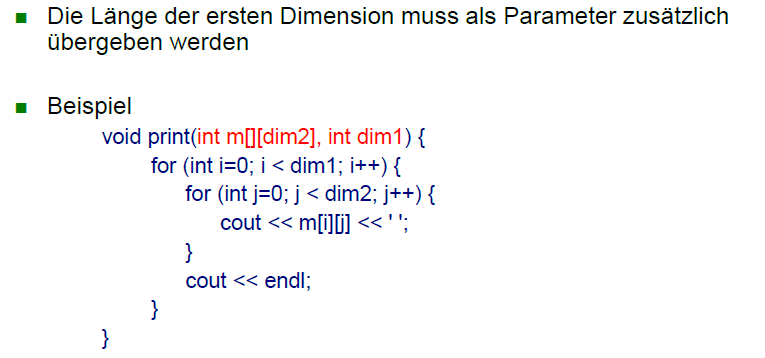 Die Länge der ersten Dimension muss als Parameter zusätzlich
übergeben werden
Beispiel
void print(int m[][dim2], int dim1) {
for (int i=0; i < dim1; i++) {
for (int j=0; j < dim2; j++) {
cout << m[i][j] << ' ';
}
cout << endl;
}
}